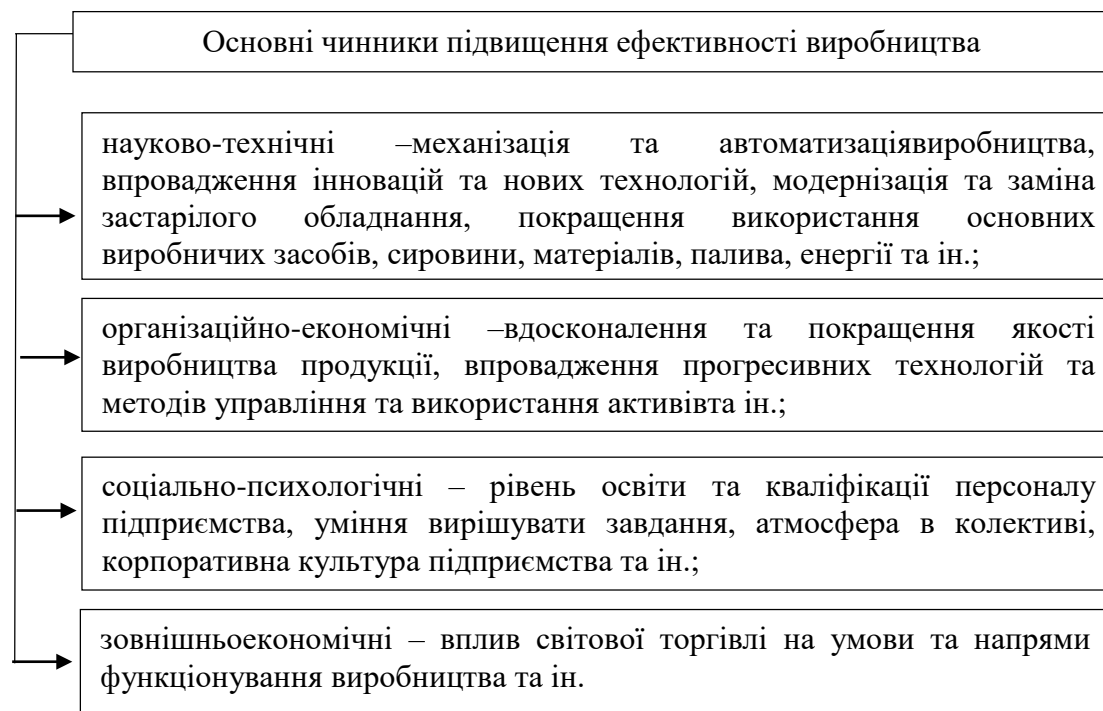 Основні чинники підвищення ефективності виробництва
науково-технічні –механізація та автоматизаціявиробництва,
впровадження інновацій та нових технологій, модернізація та заміна
застарілого обладнання, покращення використання основних
виробничих засобів, сировини, матеріалів, палива, енергії та ін.;
організаційно-економічні –вдосконалення та покращення якості
виробництва продукції, впровадження прогресивних технологій та
методів управління та використання активівта ін.;
соціально-психологічні – рівень освіти та кваліфікації персоналу
підприємства, уміння вирішувати завдання, атмосфера в колективі,
корпоративна культура підприємства та ін.;
зовнішньоекономічні – вплив світової торгівлі на умови та напрями
функціонування виробництва та ін.